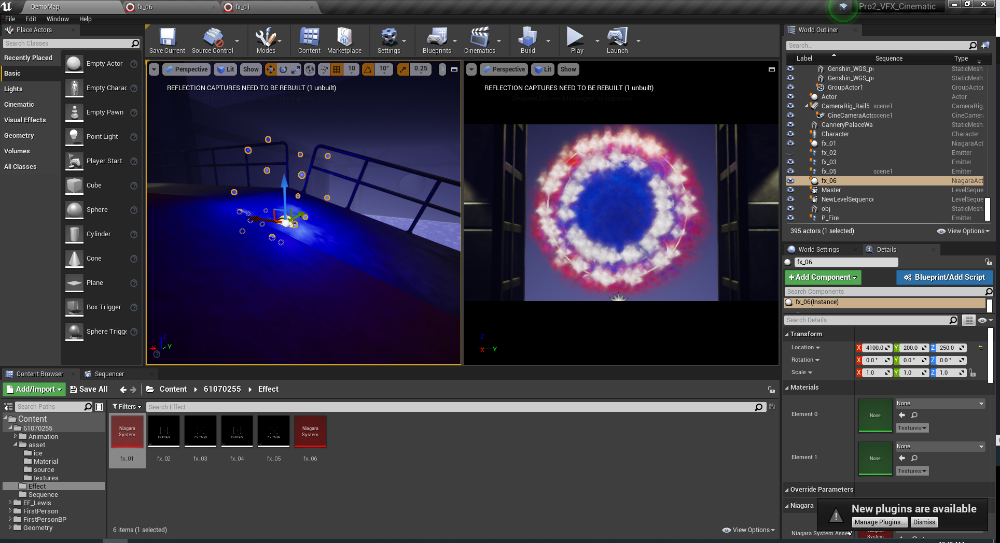 DemoMap
fx_06
fx_01
Pro2_VFX_Cinematic
File Edit Window Help
Place Actors
Search Classes
Recently Placed
Basic
Lights
Cinematic
Visual Effects
Geometry
Volumes
All Classes
Empty Actor
Empty Charac
Empty Pawn
Point Light
Player Start
Cube
Sphere
Cylinder
Cone
Plane
Box Trigger
Sphere Trigge
Save Current
Source Control
Modes
Content
Marketplace
Settings
Blueprints
Cinematics
Build
Play
Launch
Perspective Lit Show 10 10° 0.25
REFLECTION CAPTURES NEED TO BE REBUILT (1 unbuilt)
'DisableAllScreenMessages' to suppress
Z
X Y
Perspective Lit Show
REFLECTION CAPTURES NEED TO BE REBUILT (1 unbuilt)
'DisableAllScreenMessages' to suppress
Z
X Y
World Outliner
Search...
Label Sequence Type
Genshin_WGS_p StaticMesh
Genshin_WGS_p StaticMesh
GroupActor1 GroupActor
Actor Actor
CameraRig_Rail5 scene1 CameraRig
CineCameraActo scene1 CineCamera
CanneryPalaceWa StaticMesh
Character Character
fx_01 NiagaraAct
fx_02 Emitter
fx_03 Emitter
fx_05 scene1 Emitter
fx_06 NiagaraAct
Master LevelSeque
NewLevelSequence LevelSeque
obj StaticMesh
P_Fire Emitter
395 actors (1 selected)
View Options
World Settings
Details
fx_06
+Add Component
Blueprint/Add Script
Search Components
fx_06(Instance)
Search Details
Transform
Location X 4100.0 Y 200.0 Z 250.0
Rotation X 0.0 ° Y 0.0 ° Z 0.0 °
Scale X 1.0 Y 1.0 Z 1.0
Materials
Element 0
None
None
Textures
Element 1
None
None
Textures
Override Parameters
Niagara
Niagara System Asset
Niagara
System
New plugins are available
Manage Plugins...
Dismiss
Content Browser
Sequencer
Add/Import
Save All
Content
61070255
Effect
Search Paths
Filters
Search Effect
Content
61070255
Animation
asset
ice
Material
source
textures
Effect
Sequence
EF_Lewis
FirstPerson
FirstPersonBP
Geometry
Niagara
System
fx_01
No Image
fx_02
No Image
fx_03
No Image
fx_04
No Image
fx_05
Niagara
System
fx_06
6 items (1 selected)
View Options